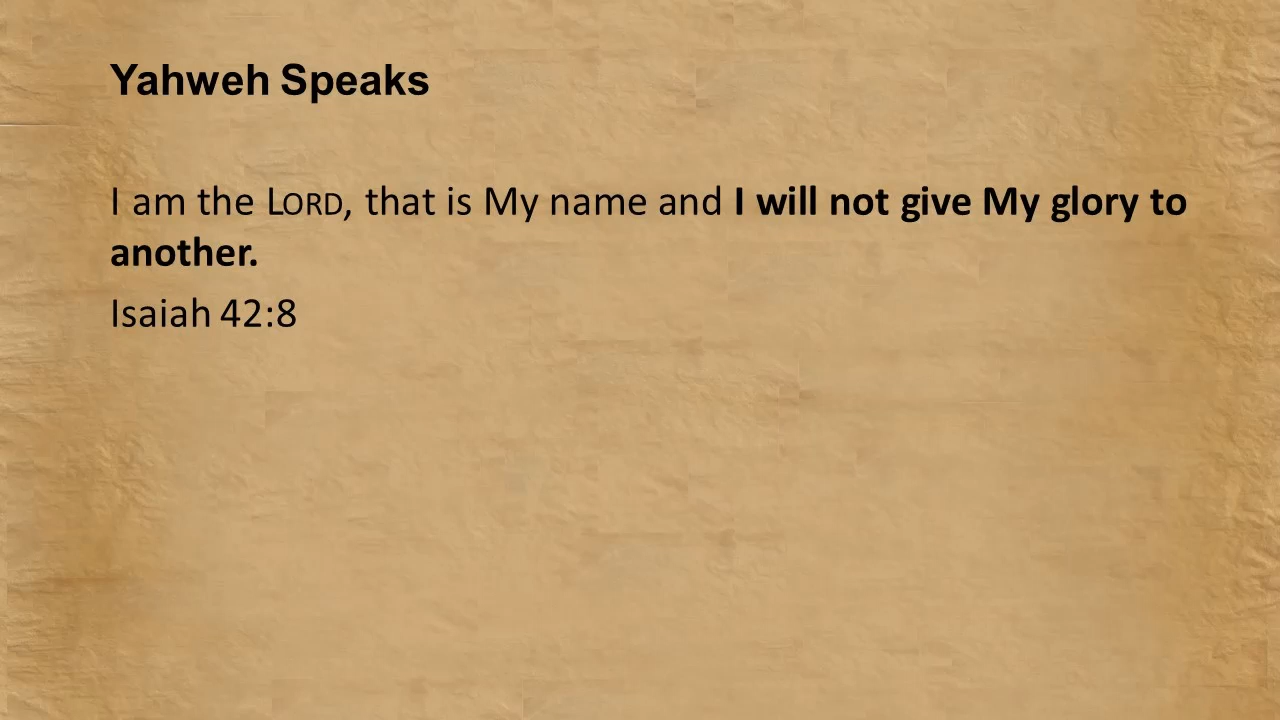 Yahweh Speaks
I am the LORD, that is My name and I will not give My glory to
another.
Isaiah 42:8